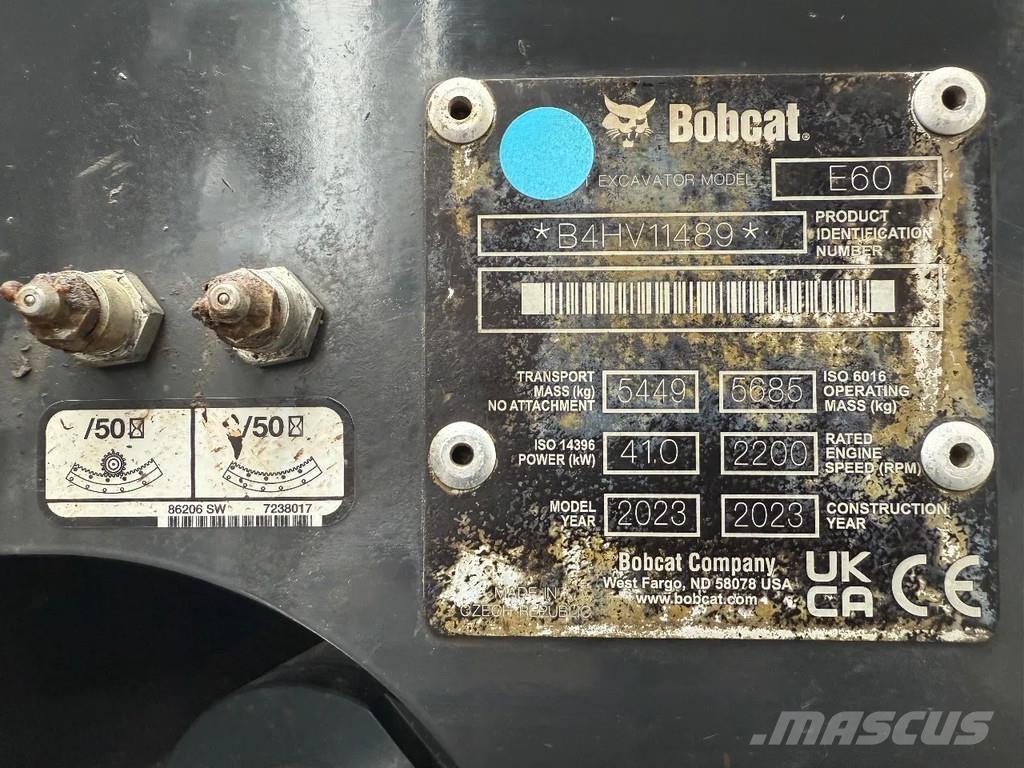 Bobcat®
EXCAVATOR MODEL E60
*B4HV11489* PRODUCT IDENTIFICATION NUMBER
TRANSPORT MASS (kg) NO ATTACHMENT 5449
5685 ISO 6016 OPERATING MASS (kg)
ISO 14396 POWER (kW) 41.0
2200 RATED ENGINE SPEED (RPM)
MODEL YEAR 2023
2023 CONSTRUCTION YEAR
Bobcat Company
West Fargo, ND 58078 USA
www.bobcat.com
MADE IN
CZECH REPUBLIC
UK
CA
CE
/50 /50
86206 SW 7238017
MASCUS